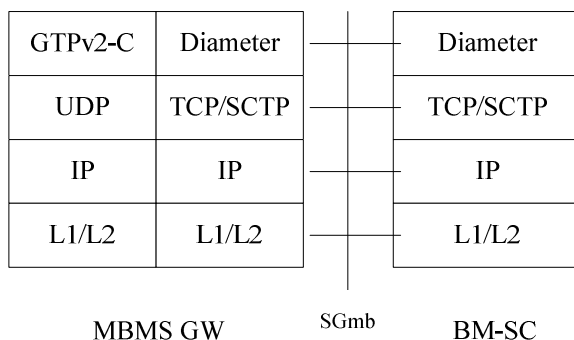 GTPv2-C Diameter Diameter
UDP TCP/SCTP TCP/SCTP
IP IP IP
L1/L2 L1/L2 L1/L2
MBMS GW SGmb BM-SC